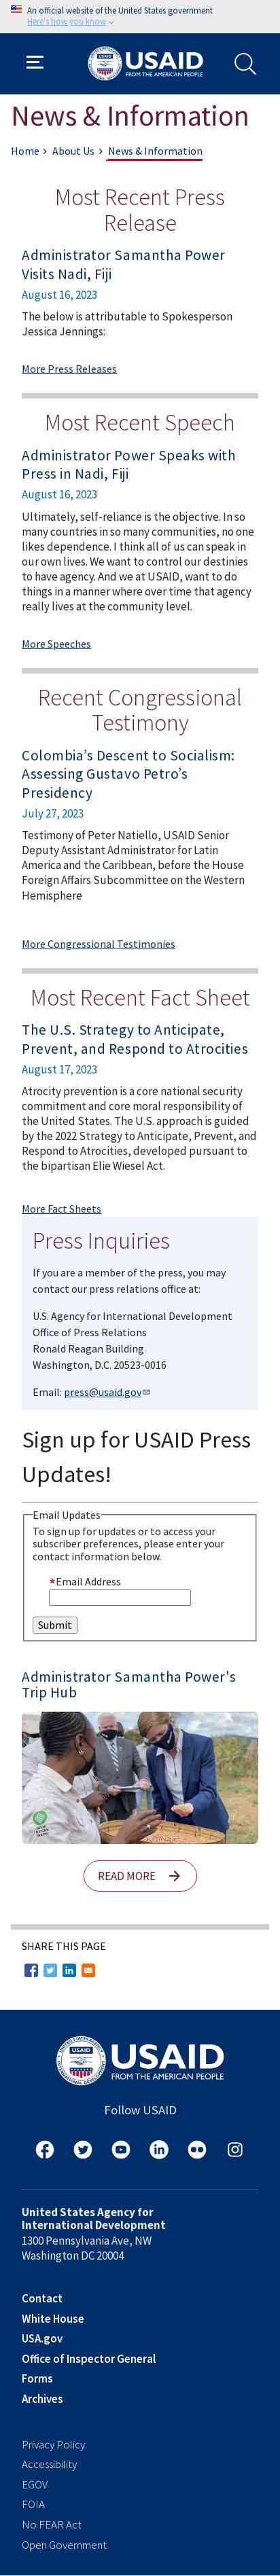 An official website of the United States government
Here's how you know
USAID
FROM THE AMERICAN PEOPLE
News & Information
Home
About Us
News & Information
Most Recent Press
Release
Administrator Samantha Power
Visits Nadi, Fiji
August 16, 2023
The below is attributable to Spokesperson
Jessica Jennings:
More Press Releases
Most Recent Speech
Administrator Power Speaks with
Press in Nadi, Fiji
August 16, 2023
Ultimately, self-reliance is the objective. In so
many countries in so many communities, no one
likes dependence. I think all of us can speak in
our own lives. We want to control our destinies
to have agency. And we at USAID, want to do
things in a manner where over time that agency
really lies at the community level.
More Speeches
Recent Congressional
Testimony
Colombia’s Descent to Socialism:
Assessing Gustavo Petro’s
Presidency
July 27, 2023
Testimony of Peter Natiello, USAID Senior
Deputy Assistant Administrator for Latin
America and the Caribbean, before the House
Foreign Affairs Subcommittee on the Western
Hemisphere
More Congressional Testimonies
Most Recent Fact Sheet
The U.S. Strategy to Anticipate,
Prevent, and Respond to Atrocities
August 17, 2023
Atrocity prevention is a core national security
commitment and core moral responsibility of
the United States. The U.S. approach is guided
by the 2022 Strategy to Anticipate, Prevent, and
Respond to Atrocities, developed pursuant to
the bipartisan Elie Wiesel Act.
More Fact Sheets
Press Inquiries
If you are a member of the press, you may
contact our press relations office at:
U.S. Agency for International Development
Office of Press Relations
Ronald Reagan Building
Washington, D.C. 20523-0016
Email: press@usaid.gov
Sign up for USAID Press
Updates!
Email Updates
To sign up for updates or to access your
subscriber preferences, please enter your
contact information below.
*Email Address
Submit
Administrator Samantha Power's
Trip Hub
READ MORE
SHARE THIS PAGE
USAID
FROM THE AMERICAN PEOPLE
Follow USAID
United States Agency for
International Development
1300 Pennsylvania Ave, NW
Washington DC 20004
Contact
White House
USA.gov
Office of Inspector General
Forms
Archives
Privacy Policy
Accessibility
EGOV
FOIA
No FEAR Act
Open Government